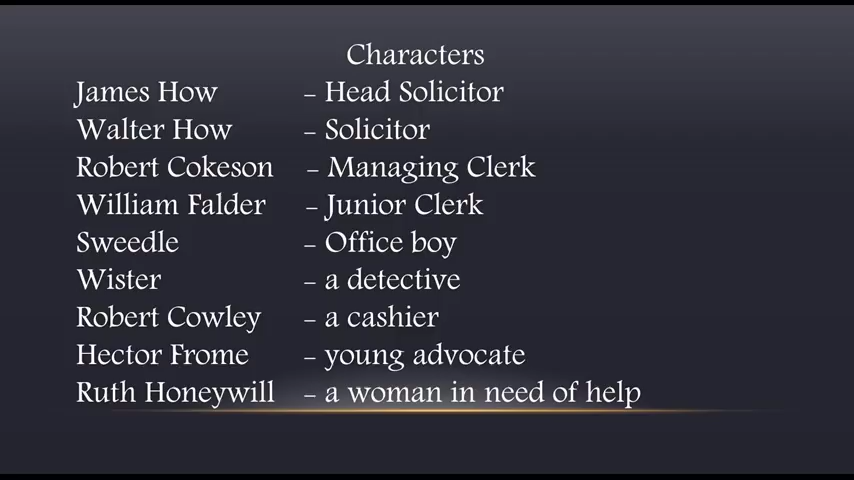 Characters
James How - Head Solicitor
Walter How - Solicitor
Robert Cokeson - Managing Clerk
William Falder - Junior Clerk
Sweedle - Office boy
Wister - a detective
Robert Cowley - a cashier
Hector Frome - young advocate
Ruth Honeywill - a woman in need of help